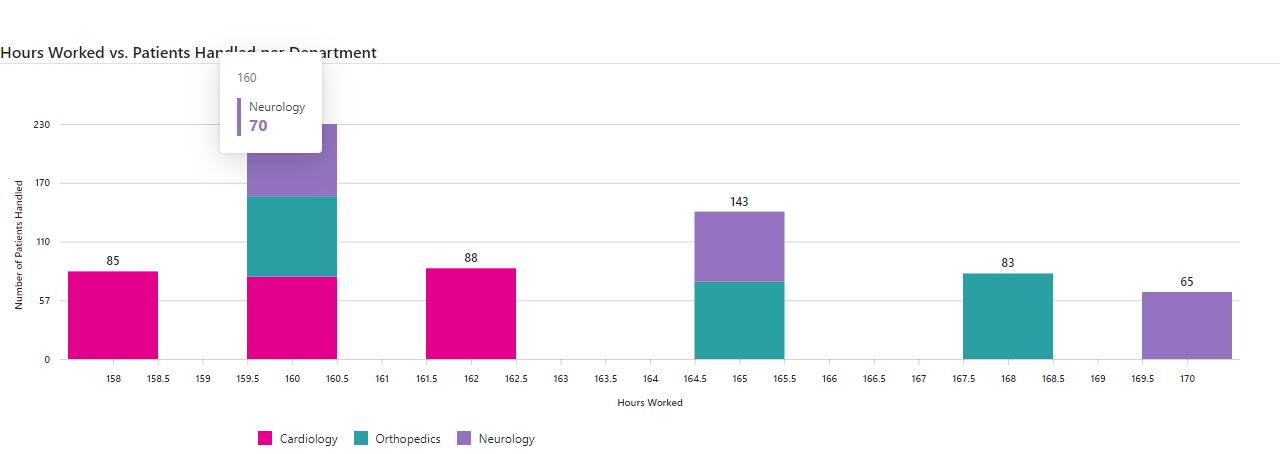 Hours Worked vs. Patients Handled per Department
160
Neurology
70
230
170
110
57
0
Number of Patients Handled
85
88
143
83
65
158 158.5 159 159.5 160 160.5 161 161.5 162 162.5 163 163.5 164 164.5 165 165.5 166 166.5 167 167.5 168 168.5 169 169.5 170
Hours Worked
Cardiology Orthopedics Neurology